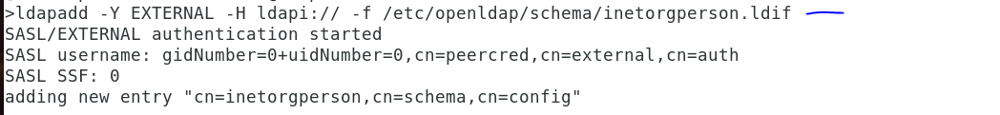 >ldapadd -Y EXTERNAL -H ldapi:// -f /etc/openldap/schema/inetorgperson.ldif
SASL/EXTERNAL authentication started
SASL username: gidNumber=0+uidNumber=0,cn=peercred,cn=external,cn=auth
SASL SSF: 0
adding new entry "cn=inetorgperson,cn=schema,cn=config"